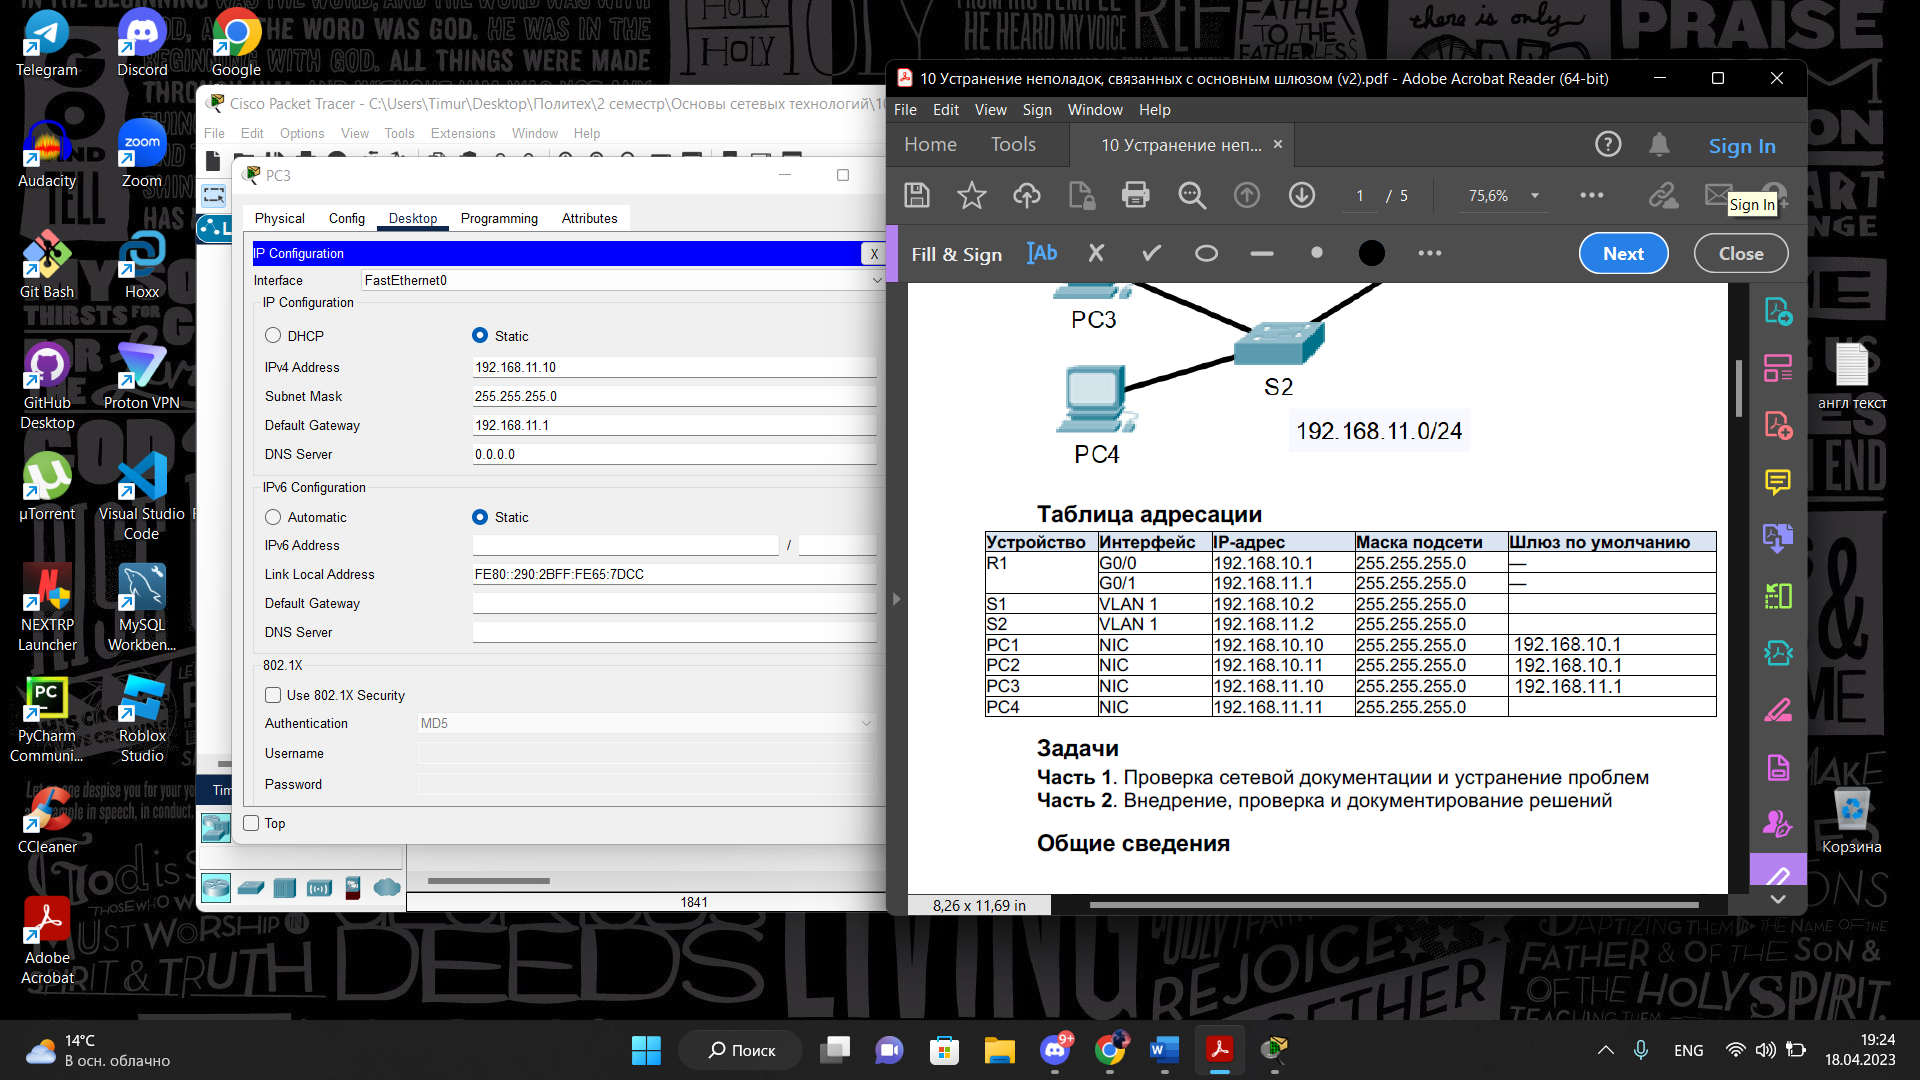 Telegram
Discord
Google
Audacity
Zoom
Git Bash
Hoxx
GitHub
Desktop
Proton VPN
µTorrent
Visual Studio
Code
NEXTRP
Launcher
MySQL
Workben...
PyCharm
Communi...
Roblox
Studio
CCleaner
Adobe
Acrobat
англ текст
Корзина
Cisco Packet Tracer - C:\Users\Timur\Desktop\Политех\2 семестр\Основы сетевых технологий\10
File Edit Options View Tools Extensions Window Help
PC3
Physical Config Desktop Programming Attributes
IP Configuration X
Interface FastEthernet0
IP Configuration
DHCP Static
IPv4 Address 192.168.11.10
Subnet Mask 255.255.255.0
Default Gateway 192.168.11.1
DNS Server 0.0.0.0
IPv6 Configuration
Automatic Static
IPv6 Address /
Link Local Address FE80::290:2BFF:FE65:7DCC
Default Gateway
DNS Server
802.1X
Use 802.1X Security
Authentication MD5
Username
Password
Top
1841
10 Устранение неполадок, связанных с основным шлюзом (v2).pdf - Adobe Acrobat Reader (64-bit)
File Edit View Sign Window Help
Home Tools 10 Устранение неп... × Sign In
1 / 5 75,6%
Sign In
Fill & Sign Ab Next Close
PC3
S2
PC4
192.168.11.0/24
Таблица адресации
Устройство Интерфейс IP-адрес Маска подсети Шлюз по умолчанию
R1 G0/0 192.168.10.1 255.255.255.0 —
G0/1 192.168.11.1 255.255.255.0 —
S1 VLAN 1 192.168.10.2 255.255.255.0
S2 VLAN 1 192.168.11.2 255.255.255.0
PC1 NIC 192.168.10.10 255.255.255.0 192.168.10.1
PC2 NIC 192.168.10.11 255.255.255.0 192.168.10.1
PC3 NIC 192.168.11.10 255.255.255.0 192.168.11.1
PC4 NIC 192.168.11.11 255.255.255.0
Задачи
Часть 1. Проверка сетевой документации и устранение проблем
Часть 2. Внедрение, проверка и документирование решений
Общие сведения
8,26 x 11,69 in
14°C
В осн. облачно
Поиск
9+
ENG
19:24
18.04.2023